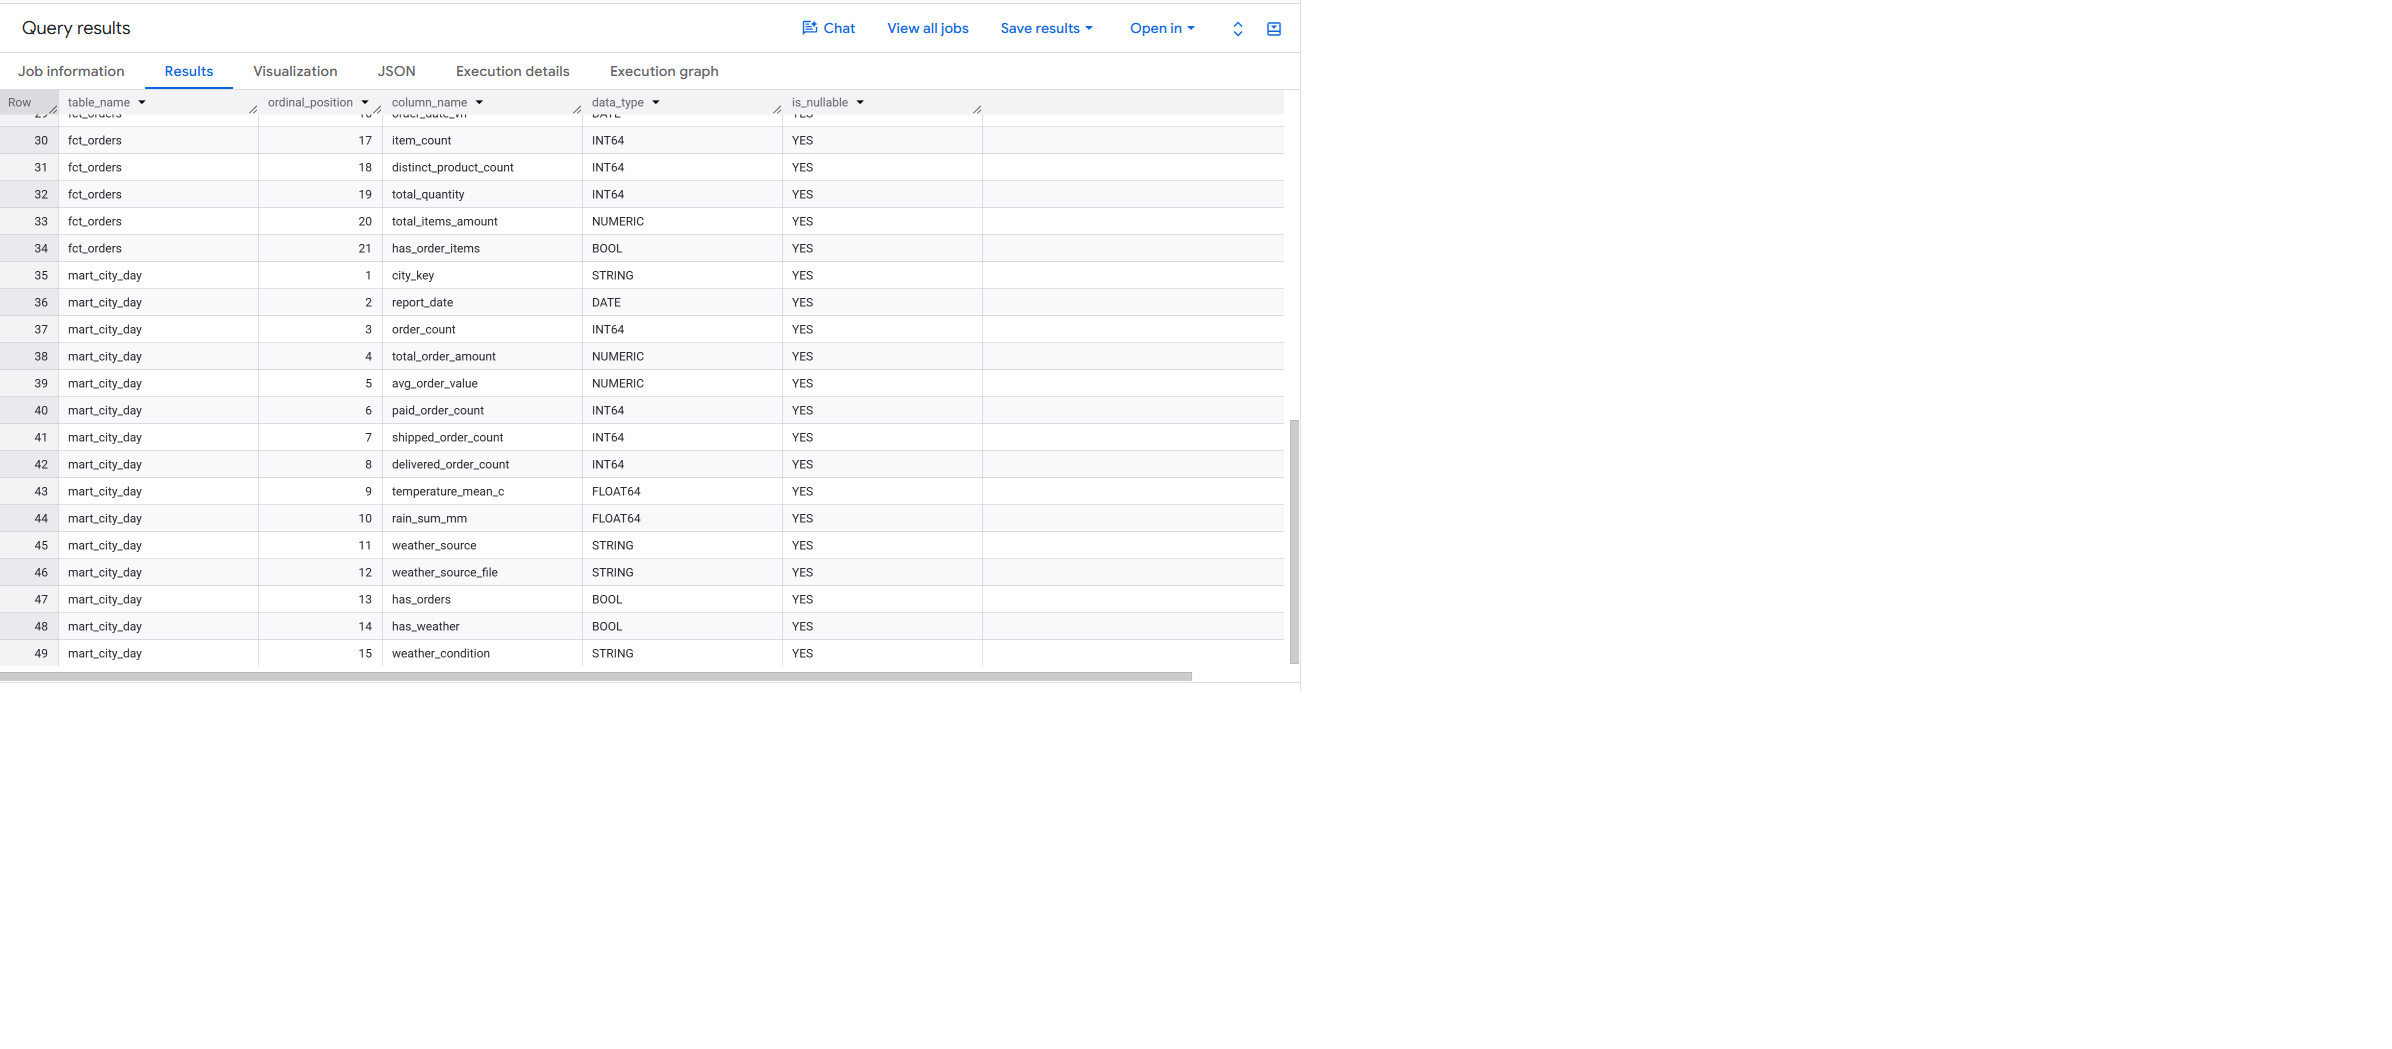 Query results Chat View all jobs Save results Open in
Job information Results Visualization JSON Execution details Execution graph
Row table_name ordinal_position column_name data_type is_nullable
29 fct_orders 16 order_date_vn DATE YES
30 fct_orders 17 item_count INT64 YES
31 fct_orders 18 distinct_product_count INT64 YES
32 fct_orders 19 total_quantity INT64 YES
33 fct_orders 20 total_items_amount NUMERIC YES
34 fct_orders 21 has_order_items BOOL YES
35 mart_city_day 1 city_key STRING YES
36 mart_city_day 2 report_date DATE YES
37 mart_city_day 3 order_count INT64 YES
38 mart_city_day 4 total_order_amount NUMERIC YES
39 mart_city_day 5 avg_order_value NUMERIC YES
40 mart_city_day 6 paid_order_count INT64 YES
41 mart_city_day 7 shipped_order_count INT64 YES
42 mart_city_day 8 delivered_order_count INT64 YES
43 mart_city_day 9 temperature_mean_c FLOAT64 YES
44 mart_city_day 10 rain_sum_mm FLOAT64 YES
45 mart_city_day 11 weather_source STRING YES
46 mart_city_day 12 weather_source_file STRING YES
47 mart_city_day 13 has_orders BOOL YES
48 mart_city_day 14 has_weather BOOL YES
49 mart_city_day 15 weather_condition STRING YES